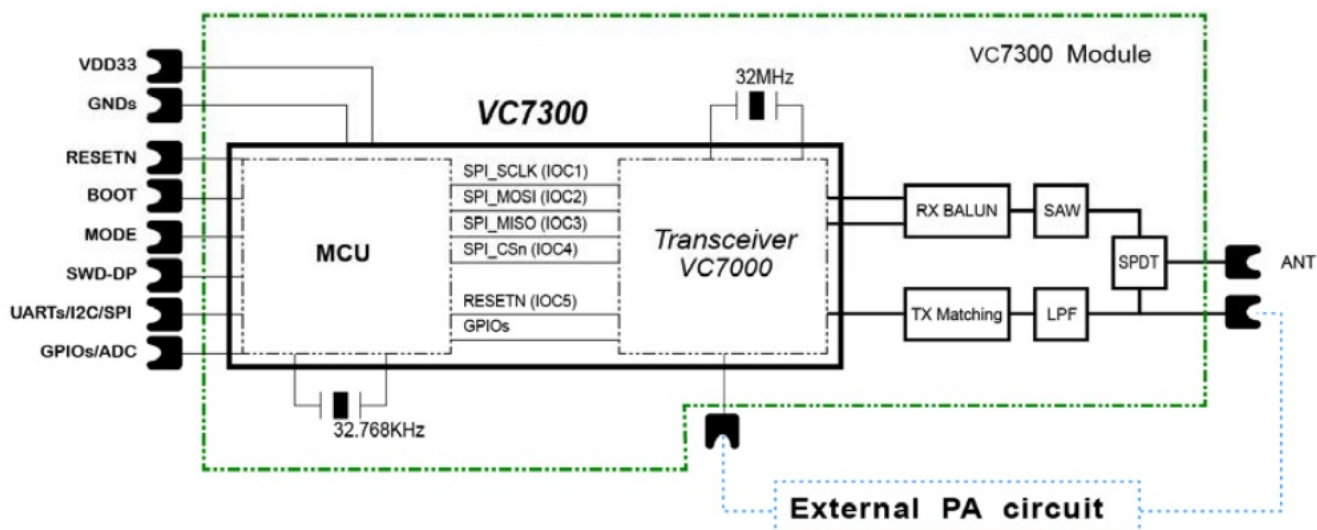 VC7300 Module
VDD33
GNDs
RESETN
BOOT
MODE
SWD-DP
UARTs/I2C/SPI
GPIOs/ADC
VC7300
32MHz
MCU
SPI_SCLK (IOC1)
SPI_MOSI (IOC2)
SPI_MISO (IOC3)
SPI_CSn (IOC4)
RESETN (IOC5)
GPIOs
Transceiver
VC7000
RX BALUN
SAW
SPDT
ANT
TX Matching
LPF
32.768KHz
External PA circuit